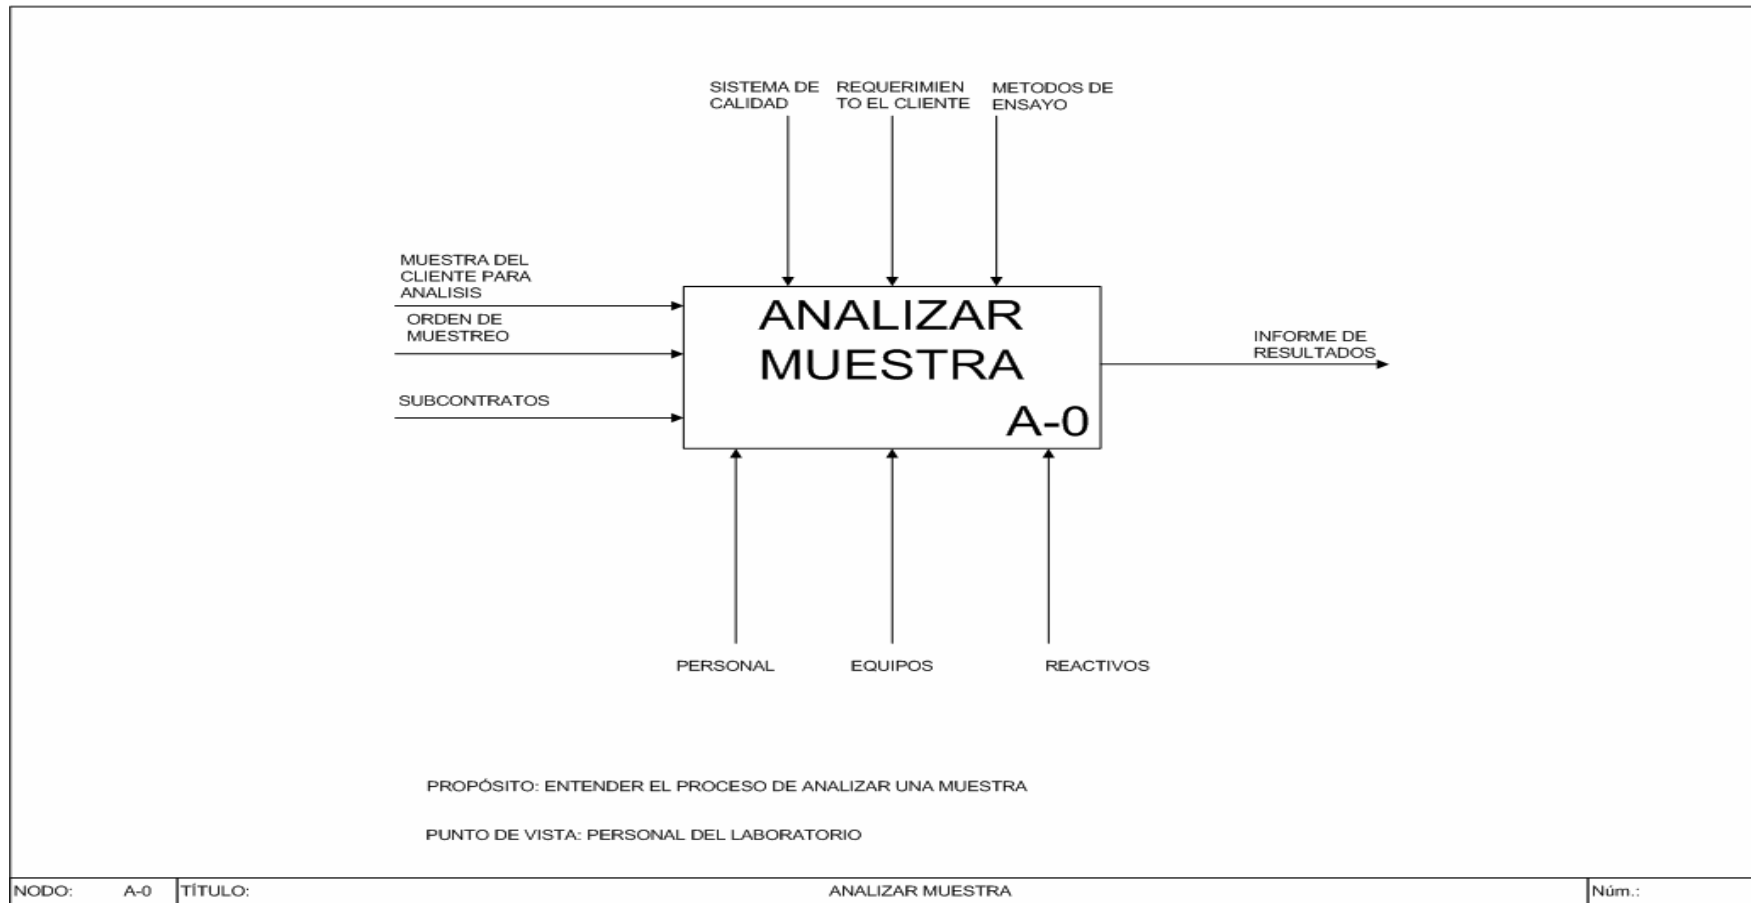 SISTEMA DE
CALIDAD
REQUERIMIEN
TO EL CLIENTE
METODOS DE
ENSAYO
MUESTRA DEL
CLIENTE PARA
ANALISIS
ORDEN DE
MUESTREO
SUBCONTRATOS
ANALIZAR
MUESTRA
A-0
INFORME DE
RESULTADOS
PERSONAL
EQUIPOS
REACTIVOS
PROPÓSITO: ENTENDER EL PROCESO DE ANALIZAR UNA MUESTRA
PUNTO DE VISTA: PERSONAL DEL LABORATORIO
NODO: A-0 TÍTULO: ANALIZAR MUESTRA Núm.: